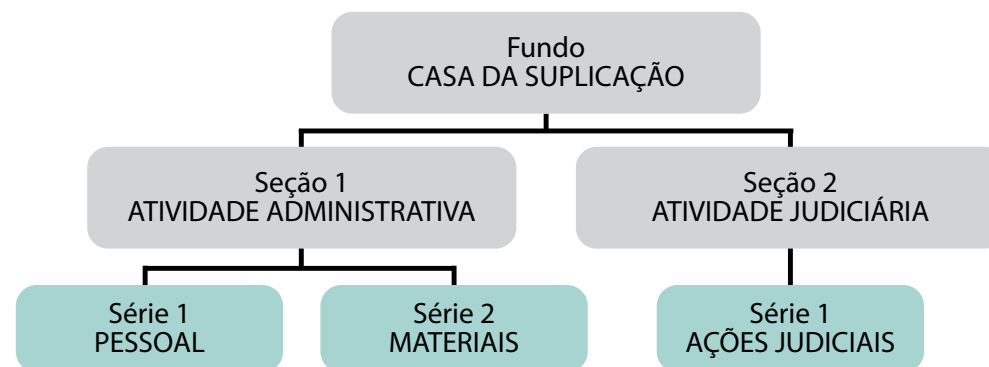 Fundo
CASA DA SUPLICAÇÃO
Seção 1
ATIVIDADE ADMINISTRATIVA
Seção 2
ATIVIDADE JUDICIÁRIA
Série 1
PESSOAL
Série 2
MATERIAIS
Série 1
AÇÕES JUDICIAIS